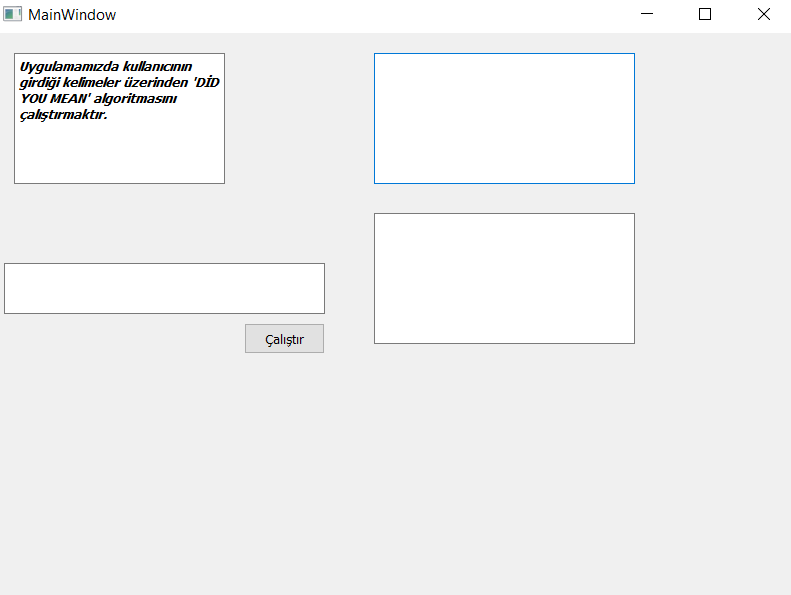 MainWindow
Uygulamamızda kullanıcının
girdiği kelimeler üzerinden 'DİD
YOU MEAN' algoritmasını
çalıştırmaktır.
Çalıştır